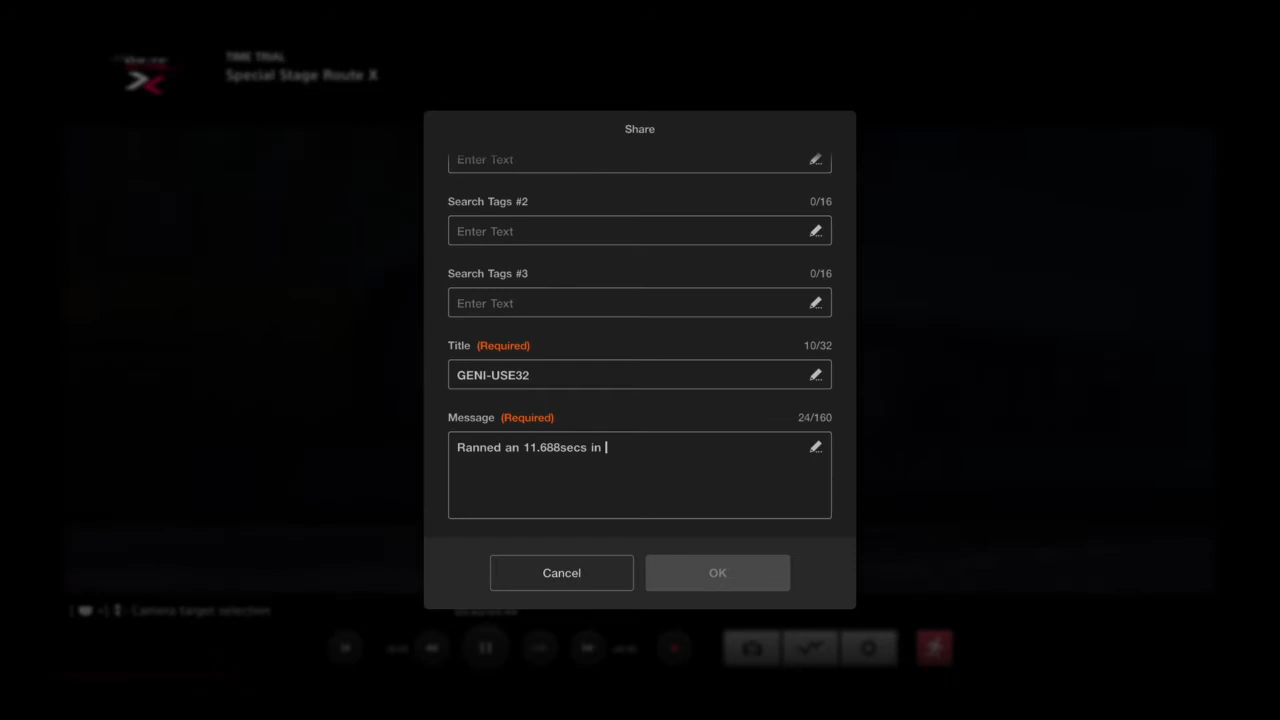 TIME TRIAL
Special Stage Route X
Share
Enter Text
Search Tags #2 0/16
Enter Text
Search Tags #3 0/16
Enter Text
Title (Required) 10/32
GENI-USE32
Message (Required) 24/160
Ranned an 11.688secs in
Cancel OK
Camera target selection